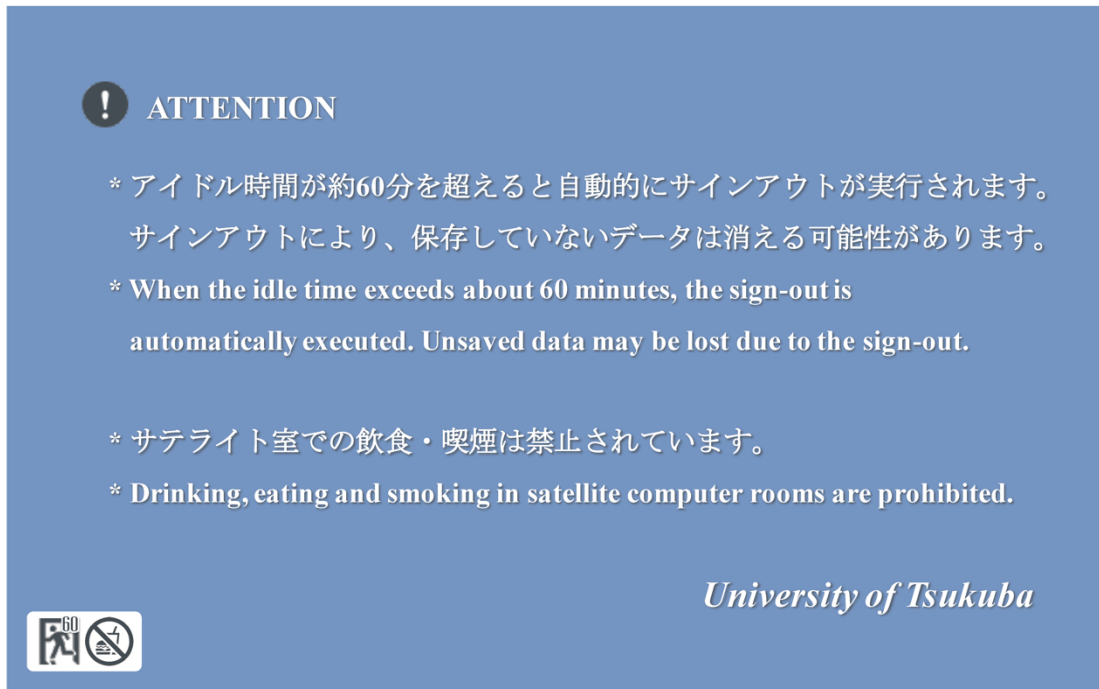 ! ATTENTION
* アイドル時間が約60分を超えると自動的にサインアウトが実行されます。
サインアウトにより、保存していないデータは消える可能性があります。
* When the idle time exceeds about 60 minutes, the sign-out is
automatically executed. Unsaved data may be lost due to the sign-out.
* サテライト室での飲食・喫煙は禁止されています。
* Drinking, eating and smoking in satellite computer rooms are prohibited.
University of Tsukuba
60